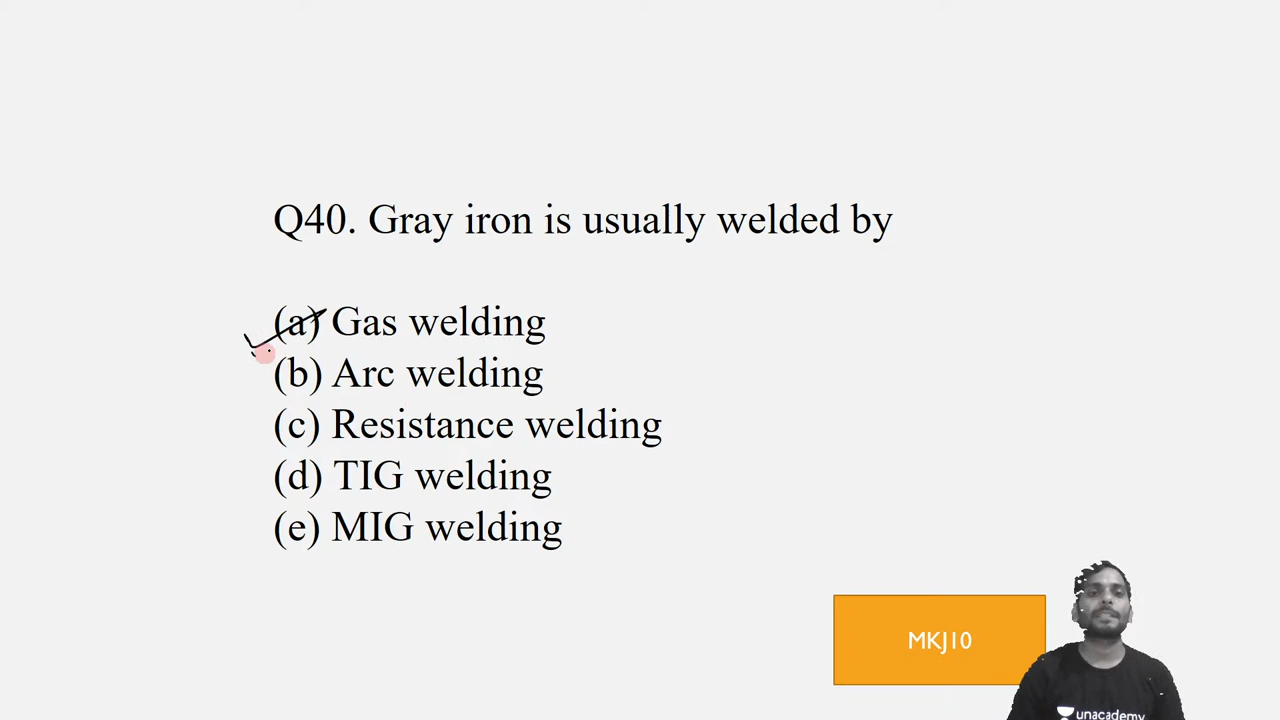 Q40. Gray iron is usually welded by
(a) Gas welding
(b) Arc welding
(c) Resistance welding
(d) TIG welding
(e) MIG welding
MKJ10
unacademy